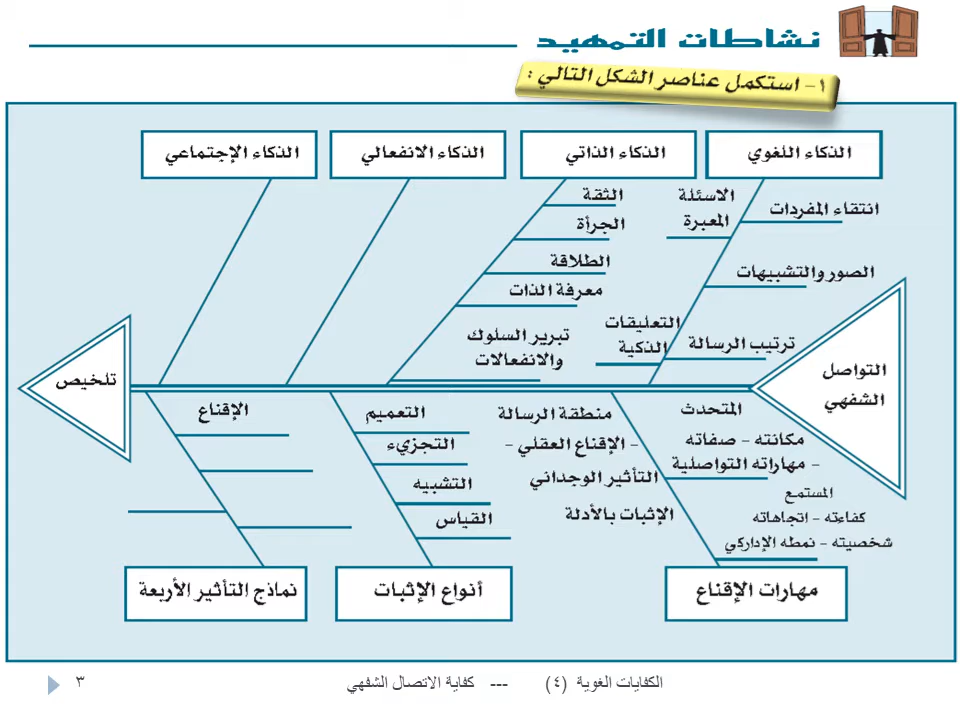 نشاطات التمهيد
١- استكمل عناصر الشكل التالي :
الذكاء اللغوي
الذكاء الذاتي
الذكاء الانفعالي
الذكاء الإجتماعي
انتقاء المفردات
الصور والتشبيهات
ترتيب الرسالة
الاسئلة
المعبرة
التعليقات
الذكية
الثقة
الجرأة
الطلاقة
معرفة الذات
تبرير السلوك
والانفعالات
التواصل
الشفهي
تلخيص
المتحدث
مكانته - صفاته
- مهاراته التواصلية
المستمع
كفاءته - اتجاهاته
شخصيته - نمطه الإداركي
منطقة الرسالة
- الإقناع العقلي -
التأثير الوجداني
الإثبات بالأدلة
التعميم
التجزيء
التشبيه
القياس
الإقناع
مهارات الإقناع
أنواع الإثبات
نماذج التأثير الأربعة
الكفايات الغوية (٤) --- كفاية الاتصال الشفهي
٣